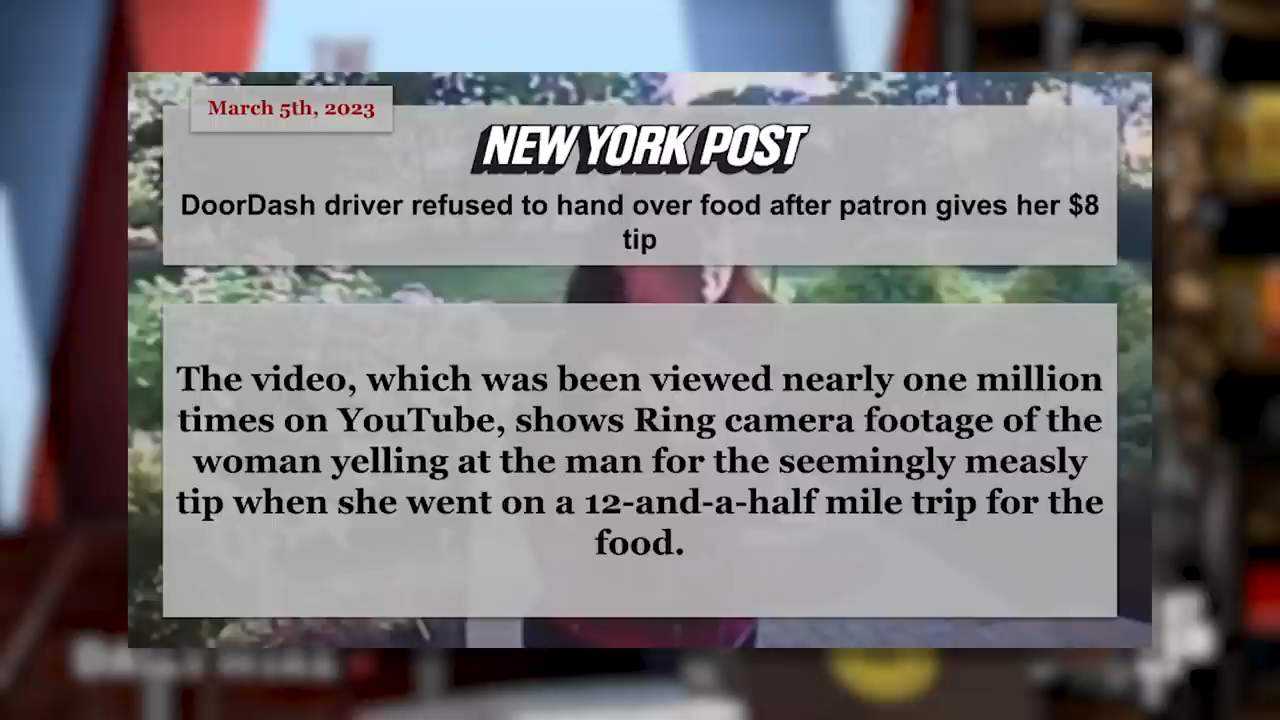 March 5th, 2023
NEW YORK POST
DoorDash driver refused to hand over food after patron gives her $8
tip
The video, which was been viewed nearly one million
times on YouTube, shows Ring camera footage of the
woman yelling at the man for the seemingly measly
tip when she went on a 12-and-a-half mile trip for the
food.